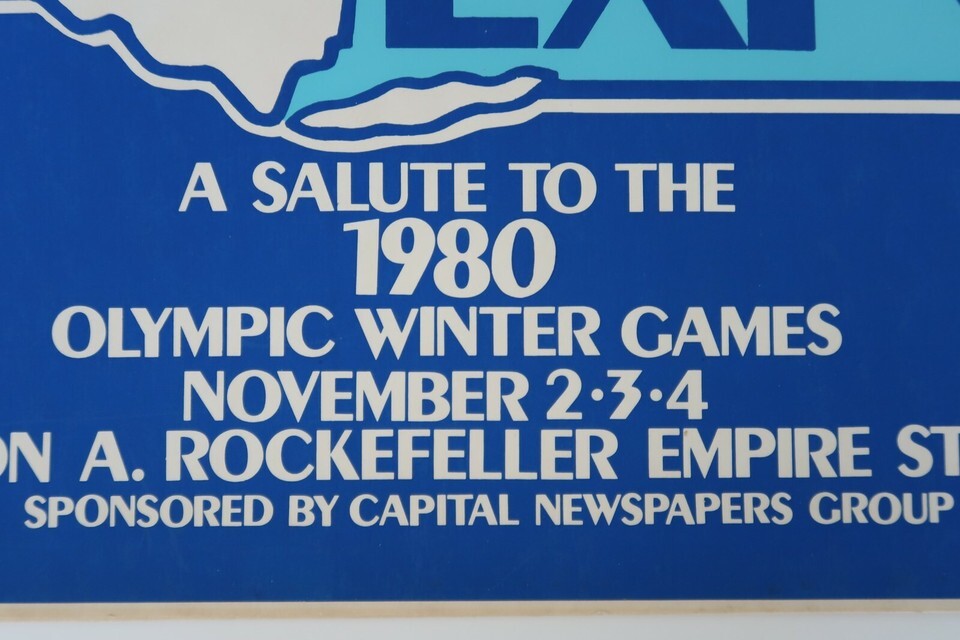 A SALUTE TO THE
1980
OLYMPIC WINTER GAMES
NOVEMBER 2·3·4
ON A. ROCKEFELLER EMPIRE ST
SPONSORED BY CAPITAL NEWSPAPERS GROUP